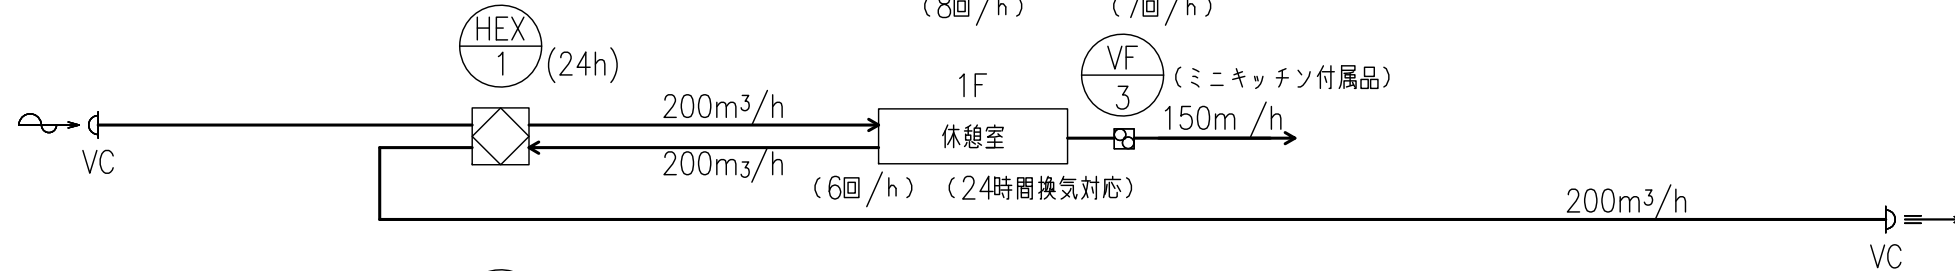 (8回/h) (7回/h)
HEX
1
(24h)
VF
3
(ミニキッチン付属品)
1F
200m3/h
150m /h
休憩室
VC
200m3/h
(6回/h) (24時間換気対応)
200m3/h
VC